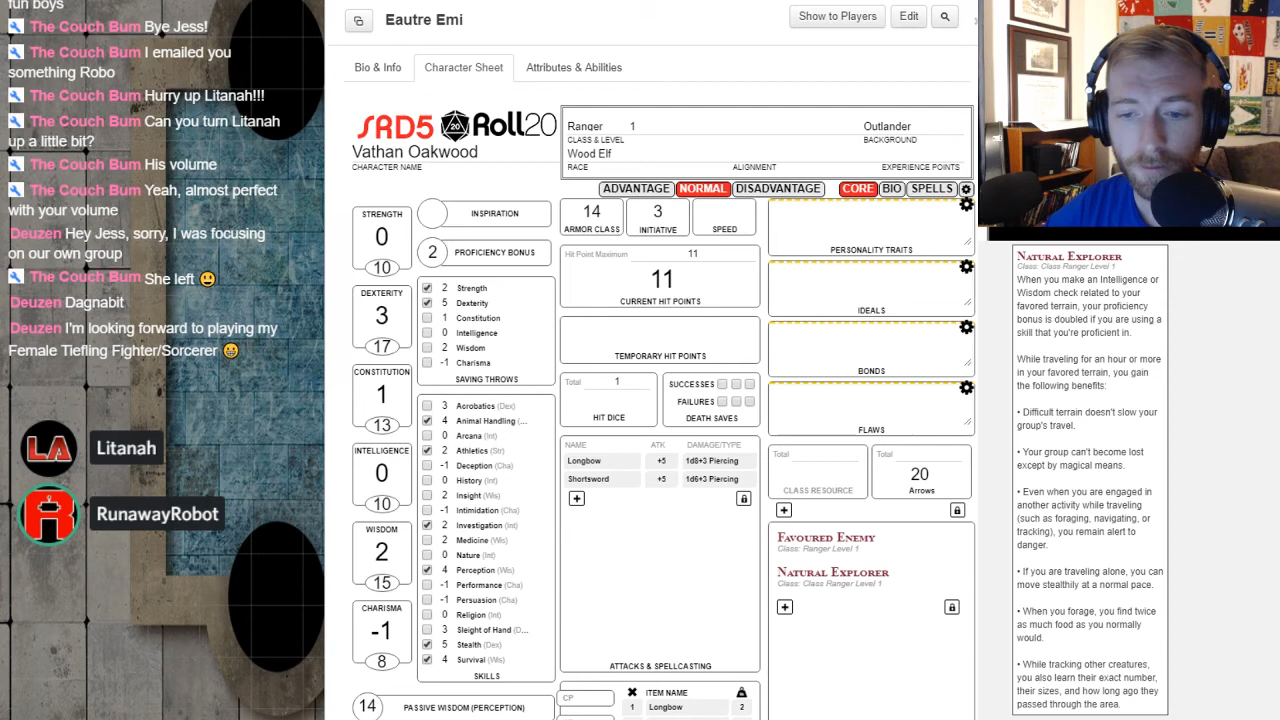 fun boys
The Couch Bum Bye Jess!
The Couch Bum I emailed you
something Robo
The Couch Bum Hurry up Litanah!!!
The Couch Bum Can you turn Litanah
up a little bit?
The Couch Bum His volume
The Couch Bum Yeah, almost perfect
with your volume
Deuzen Hey Jess, sorry, I was focusing
on our own group
The Couch Bum She left
Deuzen Dagnabit
Deuzen I'm looking forward to playing my
Female Tiefling Fighter/Sorcerer
LA Litanah
R RunawayRobot
Eautre Emi
Show to Players
Edit
Bio & Info
Character Sheet
Attributes & Abilities
SRD5 20 Roll20
Vathan Oakwood
CHARACTER NAME
Ranger 1 Outlander
CLASS & LEVEL BACKGROUND
Wood Elf
RACE ALIGNMENT EXPERIENCE POINTS
ADVANTAGE NORMAL DISADVANTAGE CORE BIO SPELLS
STRENGTH
0
10
DEXTERITY
3
17
CONSTITUTION
1
13
INTELLIGENCE
0
10
WISDOM
2
15
CHARISMA
-1
8
INSPIRATION
2 PROFICIENCY BONUS
2 Strength
5 Dexterity
1 Constitution
0 Intelligence
2 Wisdom
-1 Charisma
SAVING THROWS
3 Acrobatics (Dex)
4 Animal Handling (...
0 Arcana (Int)
2 Athletics (Str)
-1 Deception (Cha)
0 History (Int)
2 Insight (Wis)
-1 Intimidation (Cha)
2 Investigation (Int)
2 Medicine (Wis)
0 Nature (Int)
4 Perception (Wis)
-1 Performance (Cha)
-1 Persuasion (Cha)
0 Religion (Int)
3 Sleight of Hand (D...
5 Stealth (Dex)
4 Survival (Wis)
SKILLS
14 PASSIVE WISDOM (PERCEPTION)
14
ARMOR CLASS
3
INITIATIVE
SPEED
Hit Point Maximum 11
11
CURRENT HIT POINTS
TEMPORARY HIT POINTS
Total 1
HIT DICE
SUCCESSES
FAILURES
DEATH SAVES
NAME ATK DAMAGE/TYPE
Longbow +5 1d8+3 Piercing
Shortsword +5 1d6+3 Piercing
ATTACKS & SPELLCASTING
CP
ITEM NAME
1 Longbow 2
PERSONALITY TRAITS
IDEALS
BONDS
FLAWS
Total
CLASS RESOURCE
Total
20
Arrows
FAVOURED ENEMY
Class: Ranger Level 1
NATURAL EXPLORER
Class: Class Ranger Level 1
NATURAL EXPLORER
Class: Class Ranger Level 1
When you make an Intelligence or
Wisdom check related to your
favored terrain, your proficiency
bonus is doubled if you are using a
skill that you're proficient in.
While traveling for an hour or more
in your favored terrain, you gain
the following benefits:
• Difficult terrain doesn't slow your
group's travel.
• Your group can't become lost
except by magical means.
• Even when you are engaged in
another activity while traveling
(such as foraging, navigating, or
tracking), you remain alert to
danger.
• If you are traveling alone, you can
move stealthily at a normal pace.
• When you forage, you find twice
as much food as you normally
would.
• While tracking other creatures,
you also learn their exact number,
their sizes, and how long ago they
passed through the area.